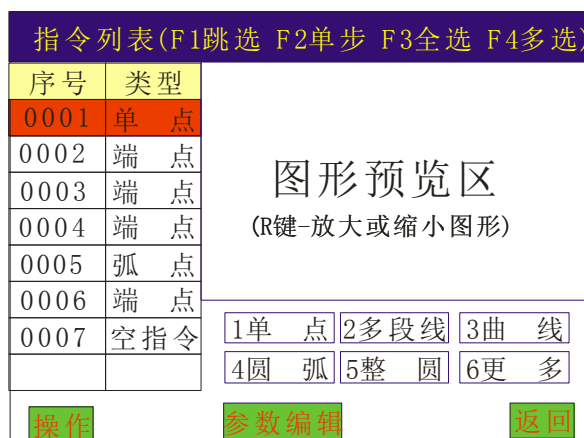 指令列表(F1跳选 F2单步 F3全选 F4多选)
序号 类型
0001 单 点
0002 端 点
0003 端 点
0004 端 点
0005 弧 点
0006 端 点
0007 空指令
图形预览区
(R键-放大或缩小图形)
1单 点 2多段线 3曲 线
4圆 弧 5整 圆 6更 多
操作 参数编辑 返回